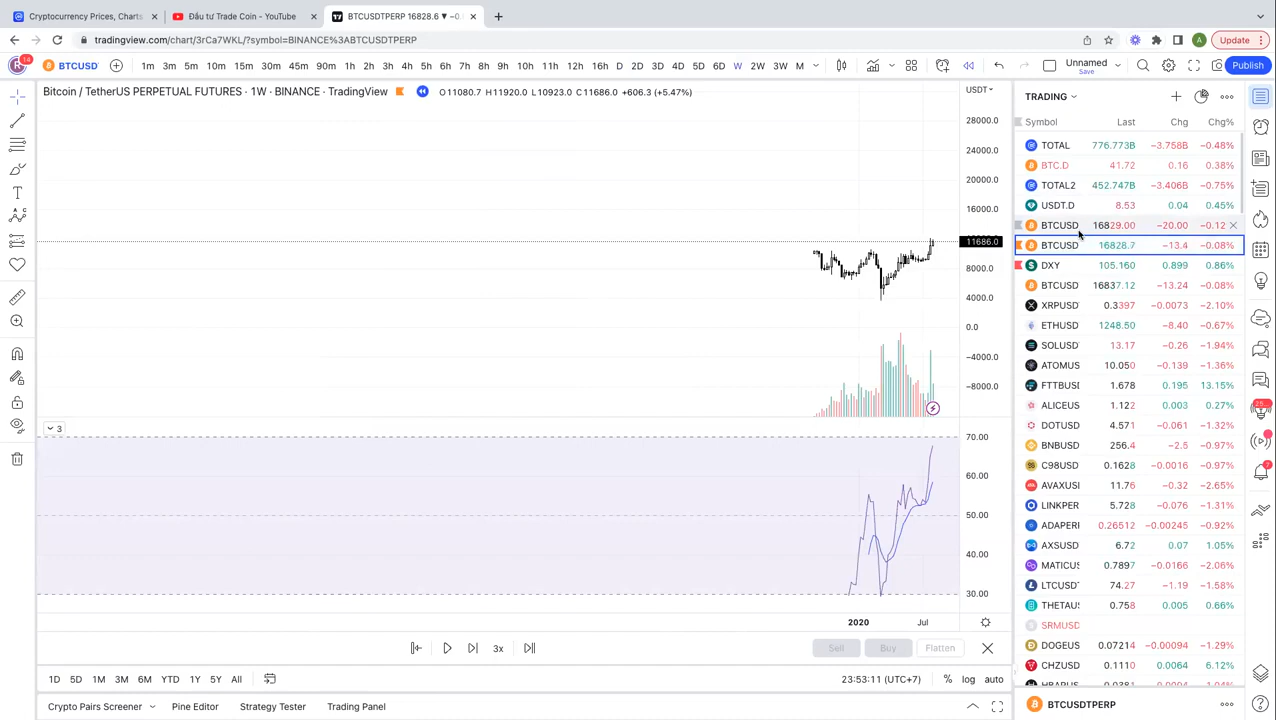 Cryptocurrency Prices, Charts
Đầu tư Trade Coin - YouTube
BTCUSDTPERP 16828.6 ▼ −0.
tradingview.com/chart/3rCa7WKL/?symbol=BINANCE%3ABTCUSDTPERP
A
Update
14
BTCUSD
1m 3m 5m 10m 15m 30m 45m 90m 1h 2h 3h 4h 5h 6h 7h 8h 9h 10h 11h 12h 16h D 2D 3D 4D 5D 6D W 2W 3W M
Unnamed
Save
Publish
Bitcoin / TetherUS PERPETUAL FUTURES · 1W · BINANCE · TradingView
O11080.7 H11920.0 L10923.0 C11686.0 +606.3 (+5.47%)
USDT
28000.0
24000.0
20000.0
16000.0
11686.0
8000.0
4000.0
0.0
−4000.0
−8000.0
3
70.00
60.00
50.00
40.00
30.00
2020
Jul
3x
Sell
Buy
Flatten
1D 5D 1M 3M 6M YTD 1Y 5Y All
23:53:11 (UTC+7)
% log auto
Crypto Pairs Screener
Pine Editor
Strategy Tester
Trading Panel
TRADING
Symbol Last Chg Chg%
TOTAL 776.773B −3.758B −0.48%
BTC.D 41.72 0.16 0.38%
TOTAL2 452.747B −3.406B −0.75%
USDT.D 8.53 0.04 0.45%
BTCUSD 16829.00 −20.00 −0.12
BTCUSD 16828.7 −13.4 −0.08%
DXY 105.160 0.899 0.86%
BTCUSD 16837.12 −13.24 −0.08%
XRPUSD 0.3397 −0.0073 −2.10%
ETHUSD 1248.50 −8.40 −0.67%
SOLUSD 13.17 −0.26 −1.94%
ATOMUS 10.050 −0.139 −1.36%
FTTBUSD 1.678 0.195 13.15%
ALICEUS 1.122 0.003 0.27%
DOTUSD 4.571 −0.061 −1.32%
BNBUSD 256.4 −2.5 −0.97%
C98USD 0.1628 −0.0016 −0.97%
AVAXUSI 11.76 −0.32 −2.65%
LINKPER 5.728 −0.076 −1.31%
ADAPERI 0.26512 −0.00245 −0.92%
AXSUSD 6.72 0.07 1.05%
MATICUS 0.7897 −0.0166 −2.06%
LTCUSD 74.27 −1.19 −1.58%
THETAUS 0.758 0.005 0.66%
SRMUSD
DOGEUS 0.07214 −0.00094 −1.29%
CHZUSD 0.1110 0.0064 6.12%
BTCUSDTPERP
25
7